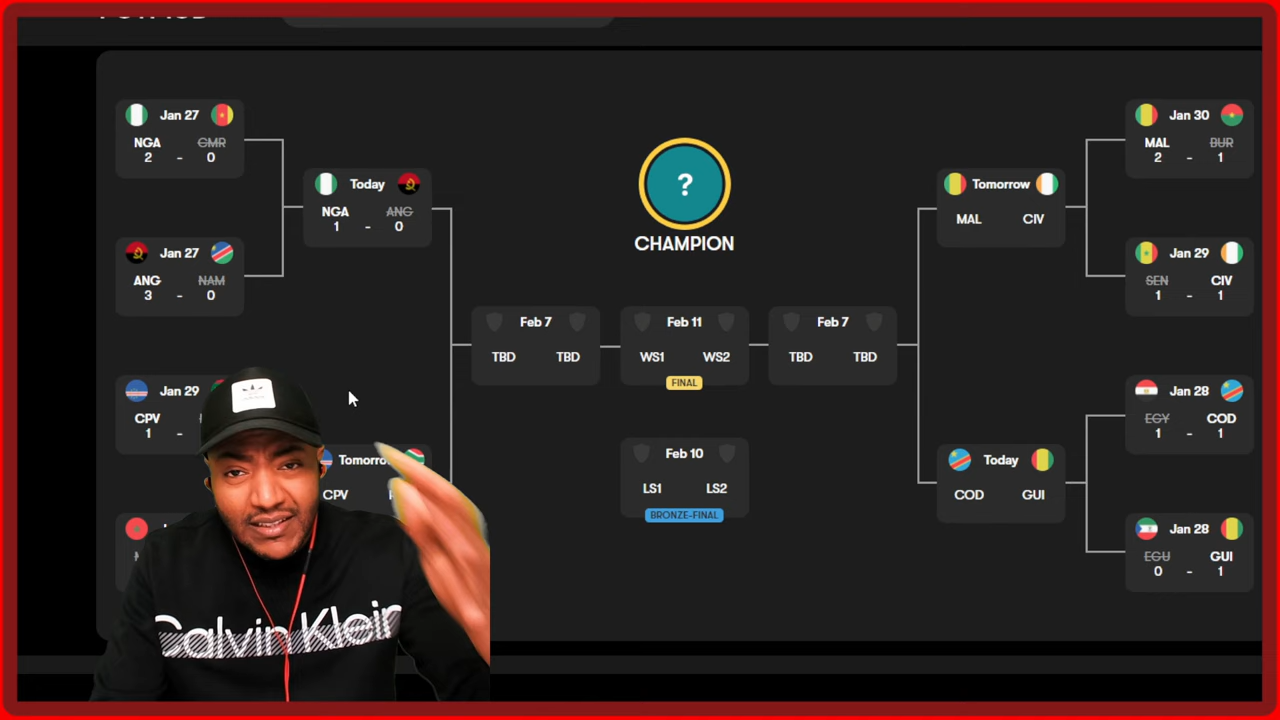 Jan 27
NGA CMR
2 - 0
Jan 27
ANG NAM
3 - 0
Jan 29
CPV
1 -
Today
NGA ANG
1 - 0
CPV
CHAMPION
?
Feb 7
TBD TBD
Feb 11
WS1 WS2
FINAL
Feb 7
TBD TBD
Feb 10
LS1 LS2
BRONZE-FINAL
Tomorrow
MAL CIV
Today
COD GUI
Jan 30
MAL BUR
2 - 1
Jan 29
SEN CIV
1 - 1
Jan 28
EGY COD
1 - 1
Jan 28
EGU GUI
0 - 1
Calvin Klein